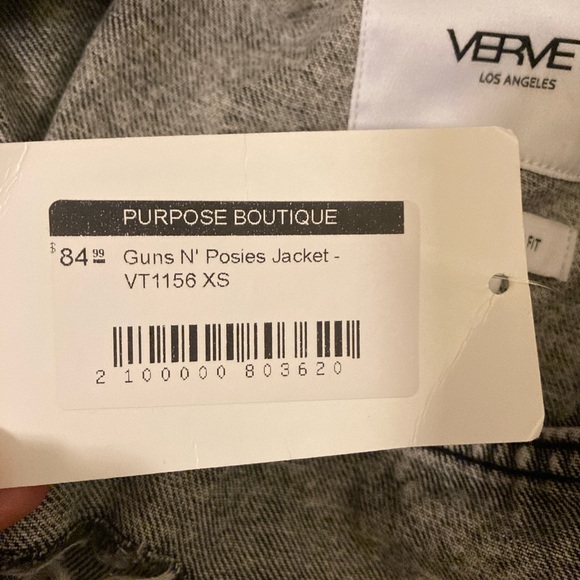 VERVE
LOS ANGELES
FIT
PURPOSE BOUTIQUE
$84.99 Guns N' Posies Jacket -
VT1156 XS
2 100000 803620